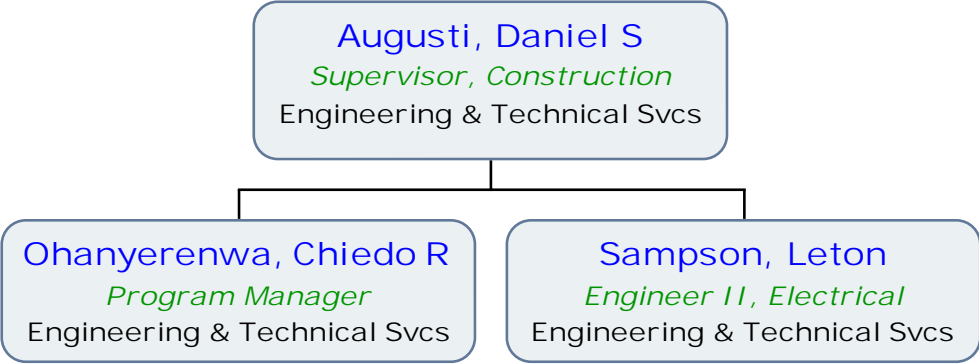 Augusti, Daniel S
Supervisor, Construction
Engineering & Technical Svcs
Ohanyerenwa, Chiedo R
Program Manager
Engineering & Technical Svcs
Sampson, Leton
Engineer II, Electrical
Engineering & Technical Svcs